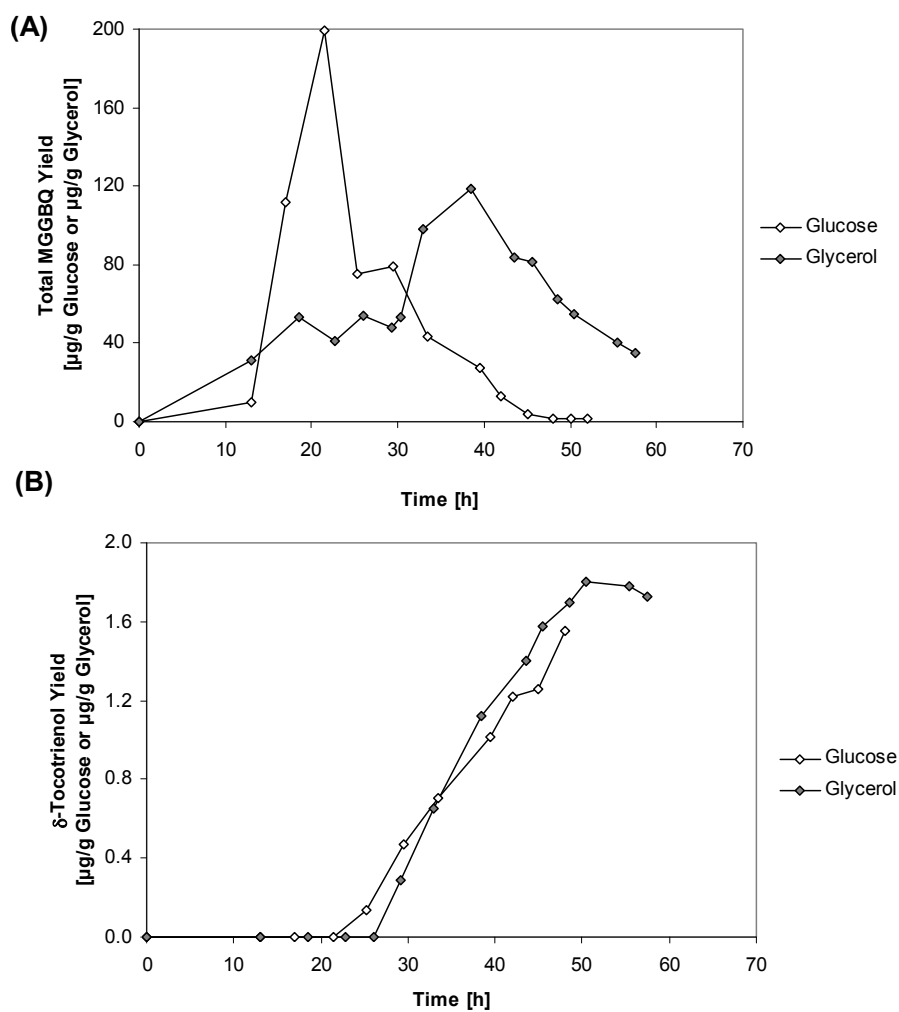 (A)
Total MGGBQ Yield
[µg/g Glucose or µg/g Glycerol]
200
160
120
80
40
0
0 10 20 30 40 50 60 70
Time [h]
Glucose
Glycerol
(B)
δ-Tocotrienol Yield
[µg/g Glucose or µg/g Glycerol]
2.0
1.6
1.2
0.8
0.4
0.0
0 10 20 30 40 50 60 70
Time [h]
Glucose
Glycerol